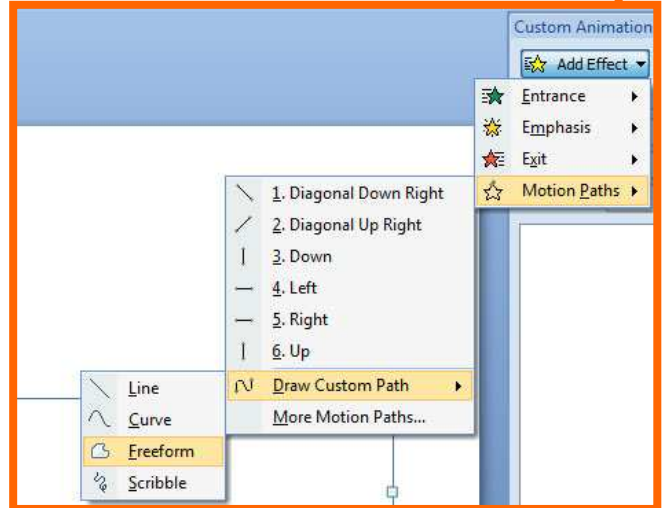 Custom Animation
Add Effect
Entrance
Emphasis
Exit
Motion Paths
1. Diagonal Down Right
2. Diagonal Up Right
3. Down
4. Left
5. Right
6. Up
Draw Custom Path
More Motion Paths...
Line
Curve
Freeform
Scribble